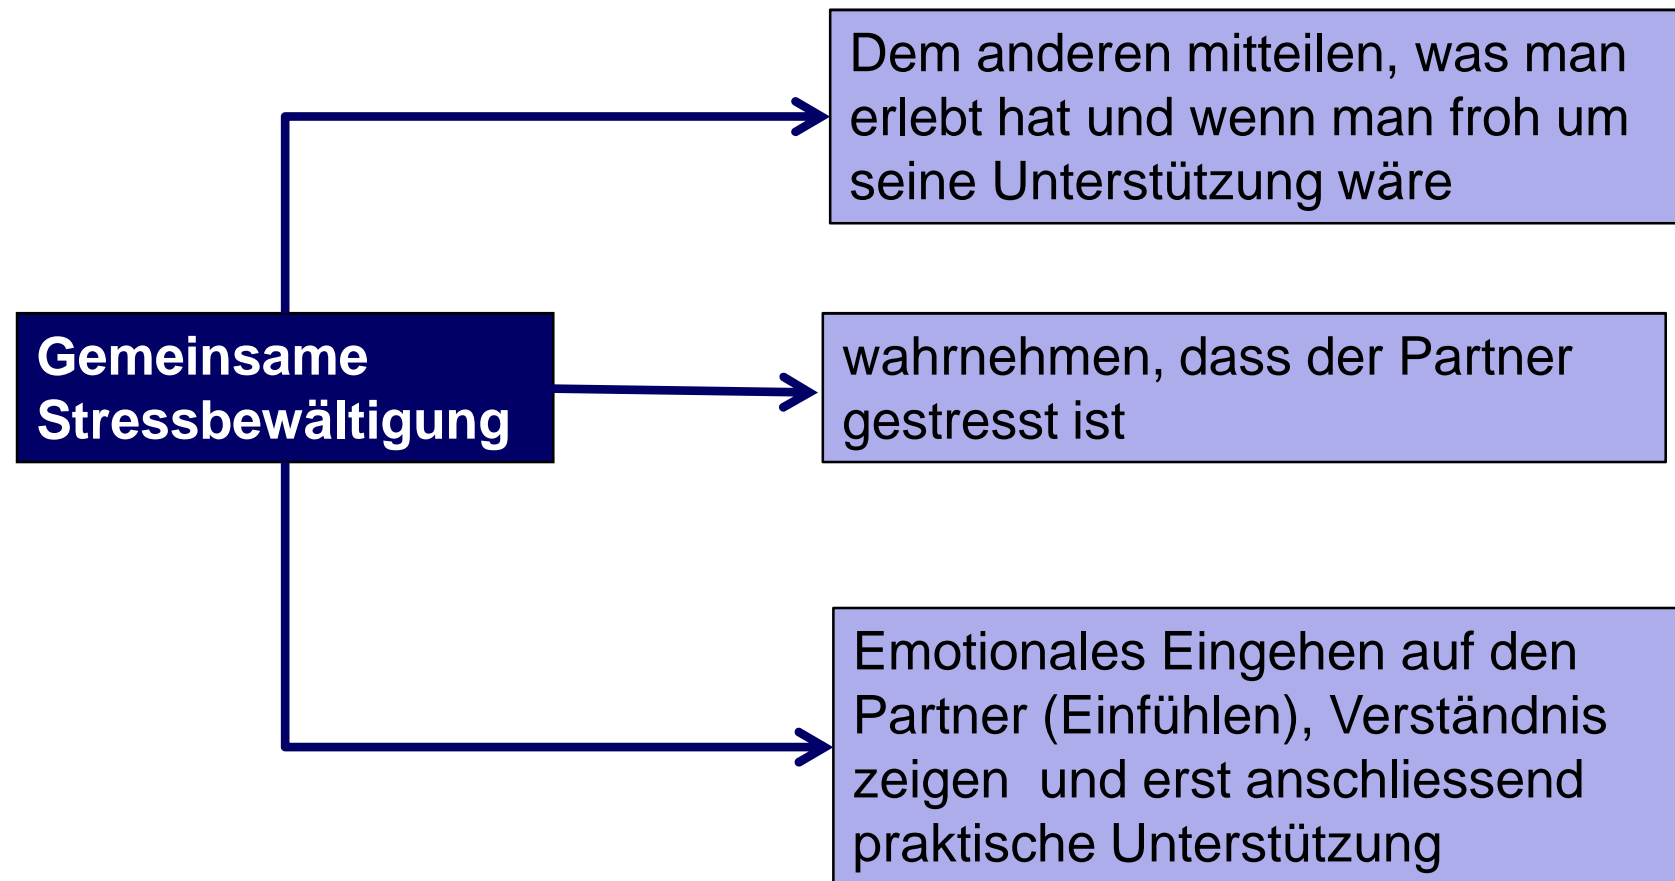 Dem anderen mitteilen, was man
erlebt hat und wenn man froh um
seine Unterstützung wäre
Gemeinsame
Stressbewältigung
wahrnehmen, dass der Partner
gestresst ist
Emotionales Eingehen auf den
Partner (Einfühlen), Verständnis
zeigen  und erst anschliessend
praktische Unterstützung